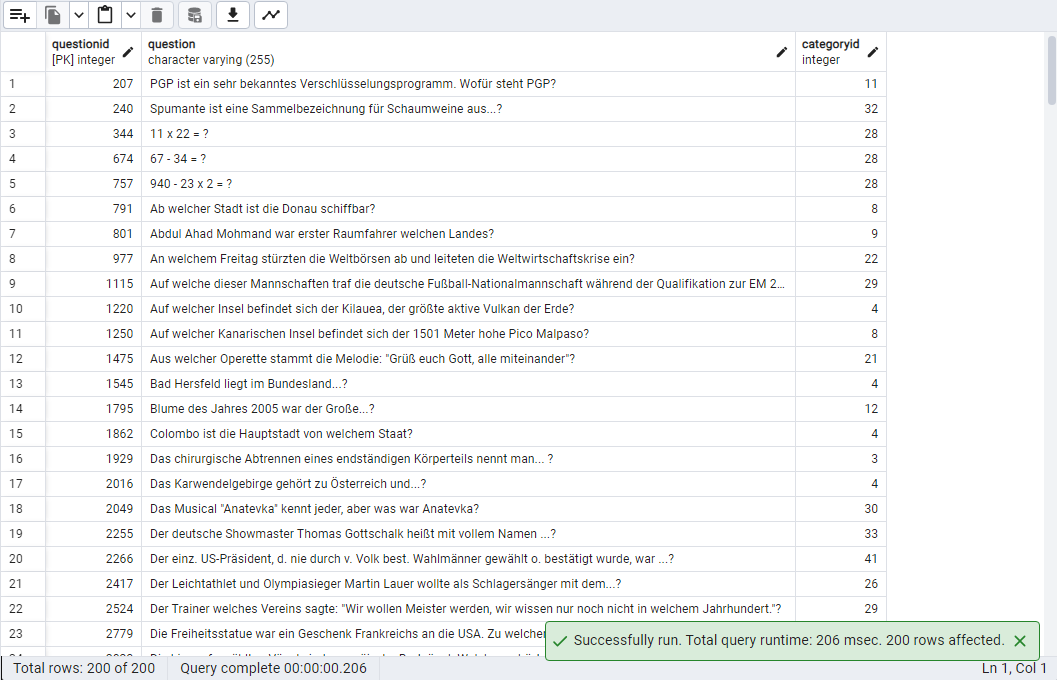 questionid question categoryid
[PK] integer character varying (255) integer
1 207 PGP ist ein sehr bekanntes Verschlüsselungsprogramm. Wofür steht PGP? 11
2 240 Spumante ist eine Sammelbezeichnung für Schaumweine aus...? 32
3 344 11 x 22 = ? 28
4 674 67 - 34 = ? 28
5 757 940 - 23 x 2 = ? 28
6 791 Ab welcher Stadt ist die Donau schiffbar? 8
7 801 Abdul Ahad Mohmand war erster Raumfahrer welchen Landes? 9
8 977 An welchem Freitag stürzten die Weltbörsen ab und leiteten die Weltwirtschaftskrise ein? 22
9 1115 Auf welche dieser Mannschaften traf die deutsche Fußball-Nationalmannschaft während der Qualifikation zur EM 2... 29
10 1220 Auf welcher Insel befindet sich der Kilauea, der größte aktive Vulkan der Erde? 4
11 1250 Auf welcher Kanarischen Insel befindet sich der 1501 Meter hohe Pico Malpaso? 8
12 1475 Aus welcher Operette stammt die Melodie: "Grüß euch Gott, alle miteinander"? 21
13 1545 Bad Hersfeld liegt im Bundesland...? 4
14 1795 Blume des Jahres 2005 war der Große...? 12
15 1862 Colombo ist die Hauptstadt von welchem Staat? 4
16 1929 Das chirurgische Abtrennen eines endständigen Körperteils nennt man... ? 3
17 2016 Das Karwendelgebirge gehört zu Österreich und...? 4
18 2049 Das Musical "Anatevka" kennt jeder, aber was war Anatevka? 30
19 2255 Der deutsche Showmaster Thomas Gottschalk heißt mit vollem Namen ...? 33
20 2266 Der einz. US-Präsident, d. nie durch v. Volk best. Wahlmänner gewählt o. bestätigt wurde, war ...? 41
21 2417 Der Leichtathlet und Olympiasieger Martin Lauer wollte als Schlagersänger mit dem...? 26
22 2524 Der Trainer welches Vereins sagte: "Wir wollen Meister werden, wir wissen nur noch nicht in welchem Jahrhundert."? 29
23 2779 Die Freiheitsstatue war ein Geschenk Frankreichs an die USA. Zu welcher
Successfully run. Total query runtime: 206 msec. 200 rows affected.
Total rows: 200 of 200 Query complete 00:00:00.206 Ln 1, Col 1